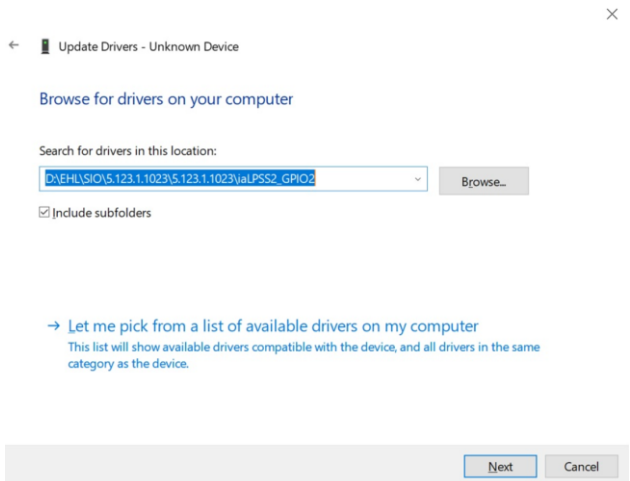 Update Drivers - Unknown Device
Browse for drivers on your computer
Search for drivers in this location:
D:\EHL\SIO\5.123.1.1023\5.123.1.1023\iaLPSS2_GPIO2
Browse...
Include subfolders
Let me pick from a list of available drivers on my computer
This list will show available drivers compatible with the device, and all drivers in the same
category as the device.
Next
Cancel